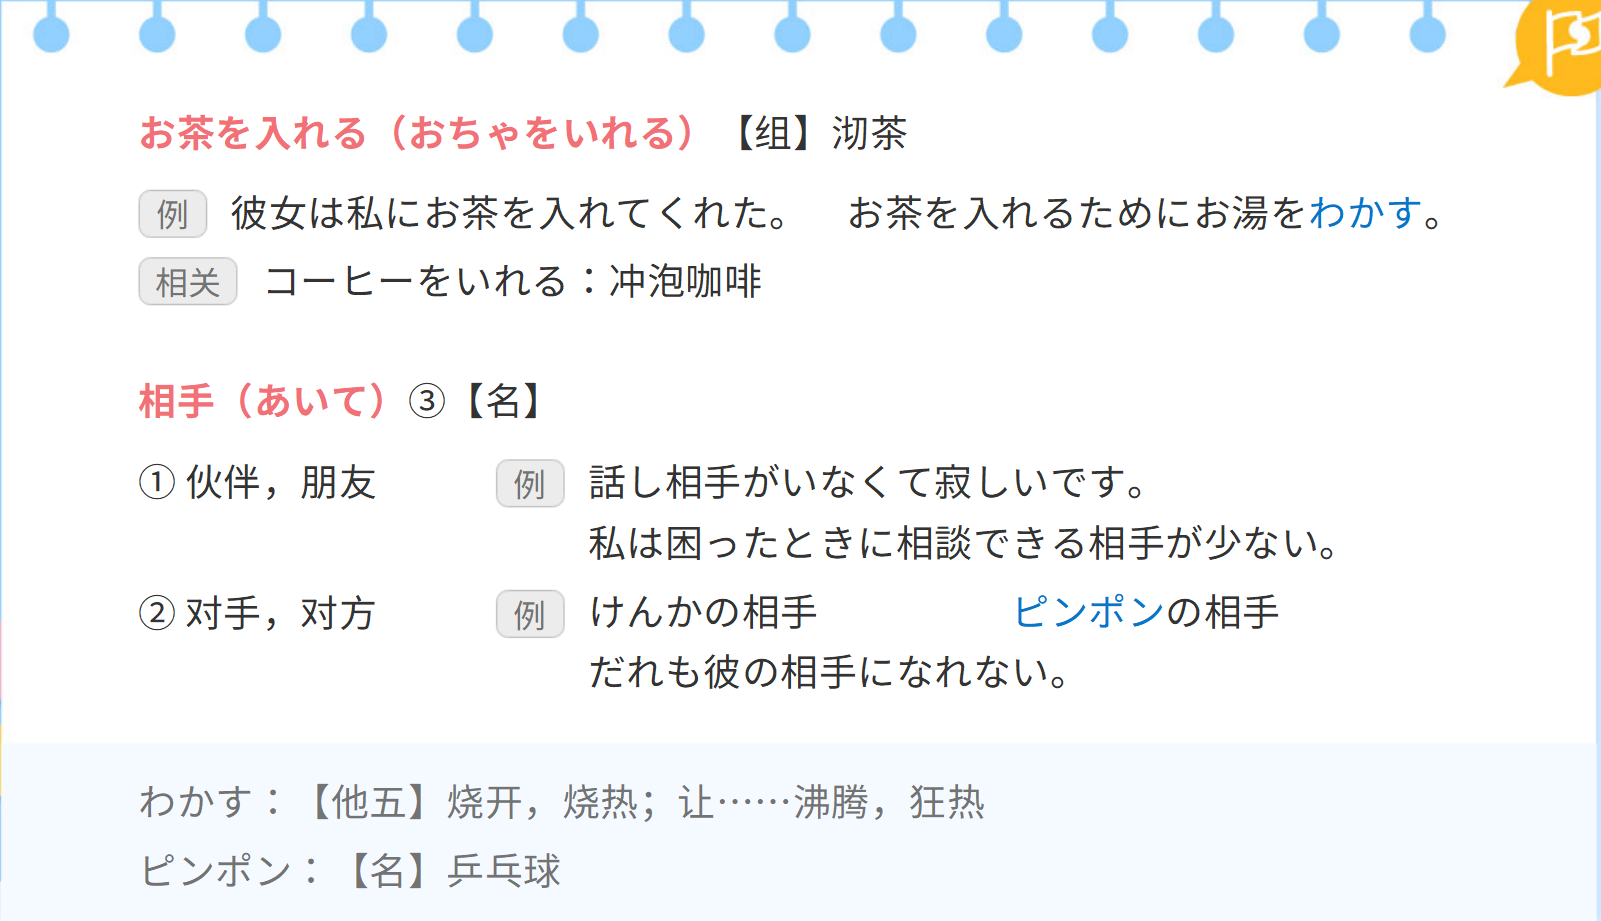 お茶を入れる（おちゃをいれる）【组】沏茶
例 彼女は私にお茶を入れてくれた。 お茶を入れるためにお湯をわかす。
相关 コーヒーをいれる：冲泡咖啡
相手（あいて）③【名】
① 伙伴，朋友 例 話し相手がいなくて寂しいです。
私は困ったときに相談できる相手が少ない。
② 对手，对方 例 けんかの相手 ピンポンの相手
だれも彼の相手になれない。
わかす：【他五】烧开，烧热；让……沸腾，狂热
ピンポン：【名】乒乓球